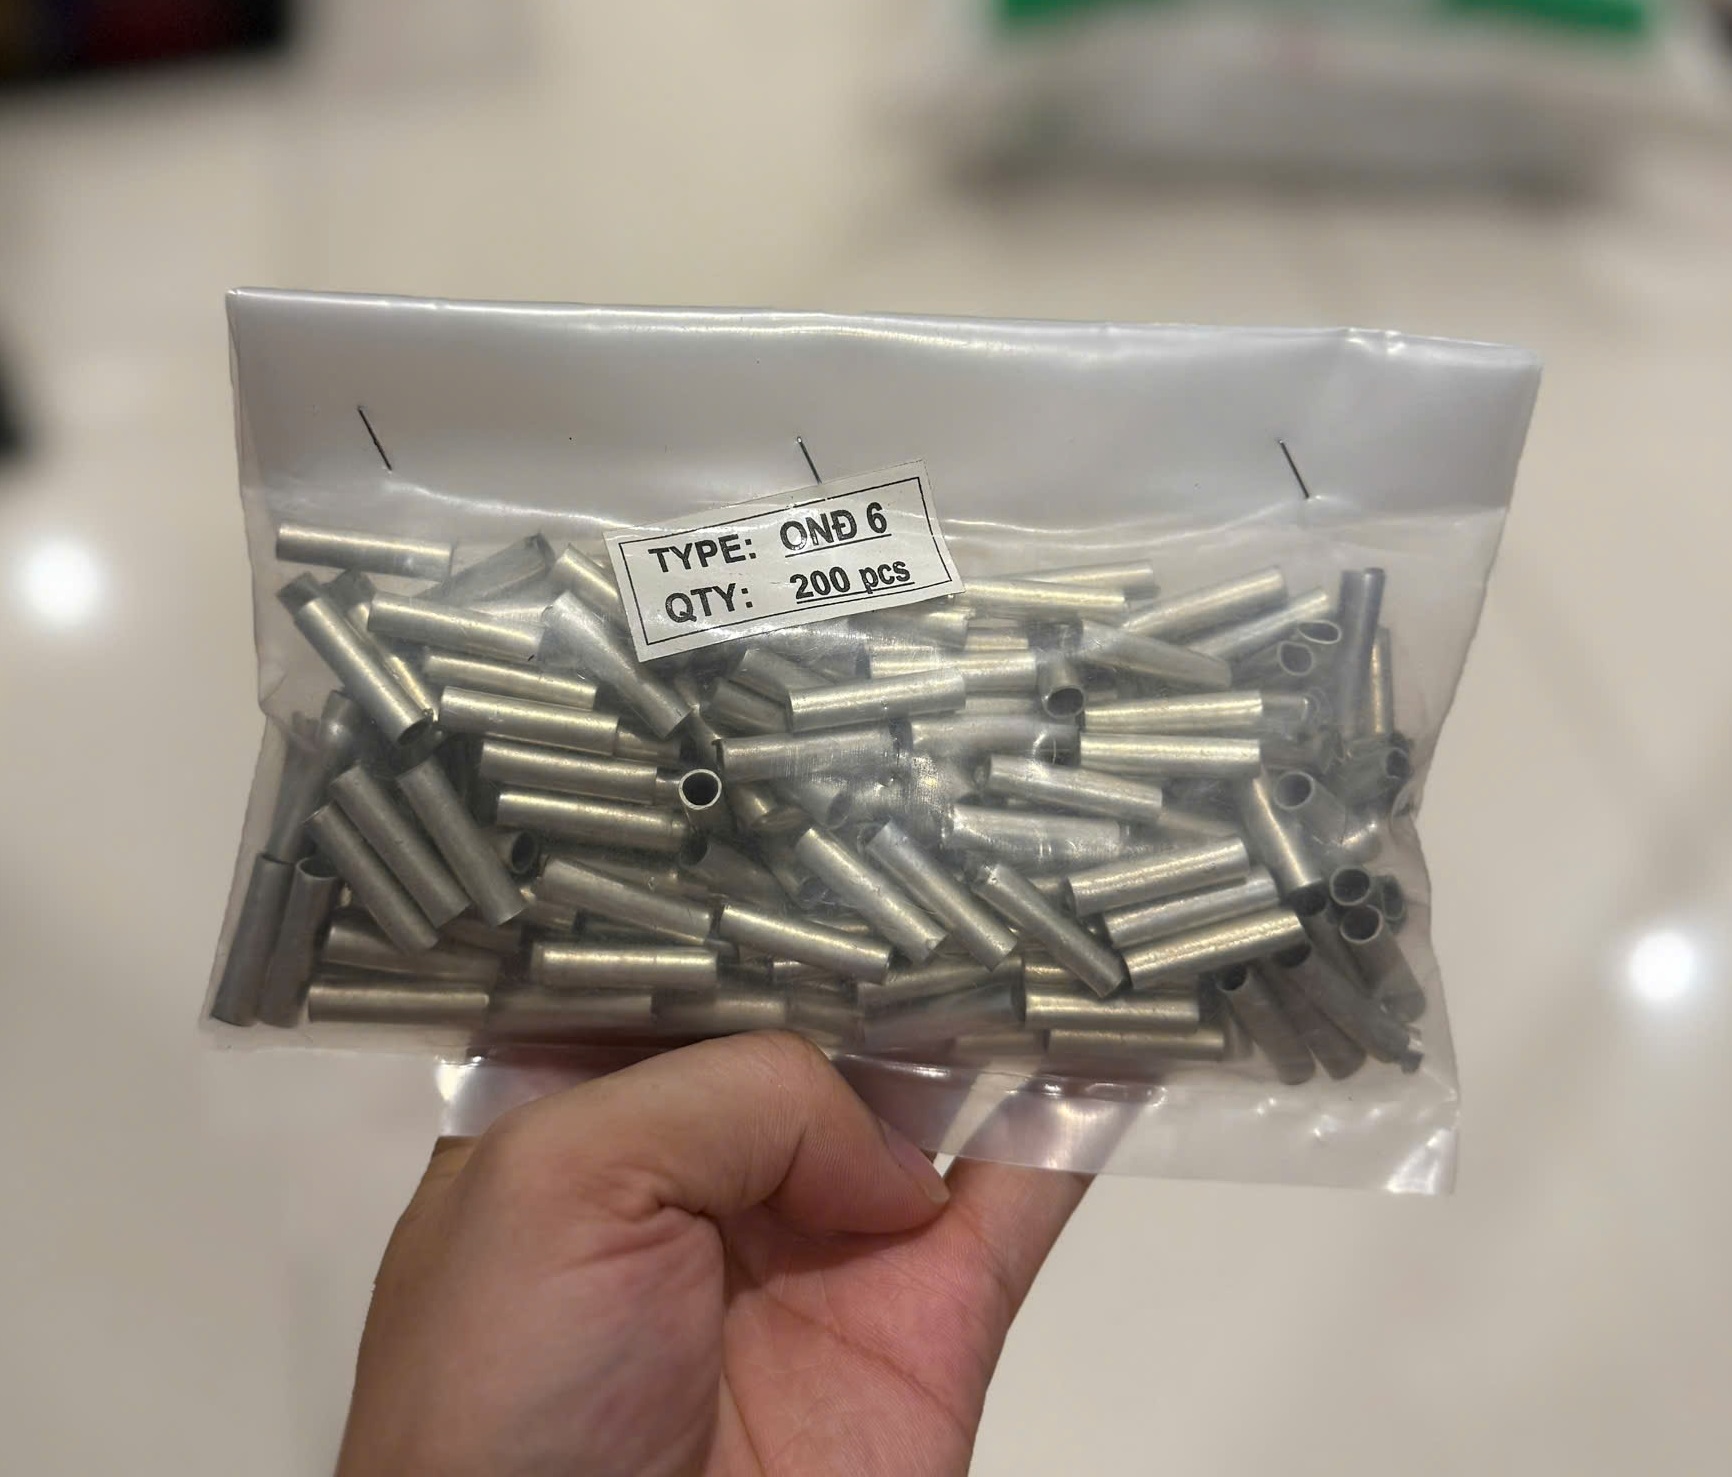 TYPE: ONĐ 6
QTY: 200 pcs